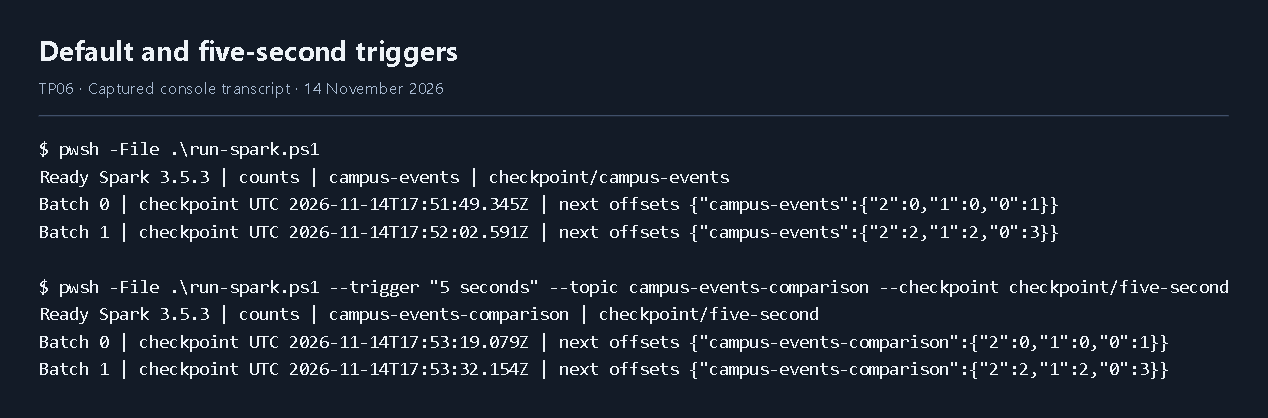 Default and five-second triggers
TP06 · Captured console transcript · 14 November 2026
$ pwsh -File .\run-spark.ps1
Ready Spark 3.5.3 | counts | campus-events | checkpoint/campus-events
Batch 0 | checkpoint UTC 2026-11-14T17:51:49.345Z | next offsets {"campus-events":{"2":0,"1":0,"0":1}}
Batch 1 | checkpoint UTC 2026-11-14T17:52:02.591Z | next offsets {"campus-events":{"2":2,"1":2,"0":3}}
$ pwsh -File .\run-spark.ps1 --trigger "5 seconds" --topic campus-events-comparison --checkpoint checkpoint/five-second
Ready Spark 3.5.3 | counts | campus-events-comparison | checkpoint/five-second
Batch 0 | checkpoint UTC 2026-11-14T17:53:19.079Z | next offsets {"campus-events-comparison":{"2":0,"1":0,"0":1}}
Batch 1 | checkpoint UTC 2026-11-14T17:53:32.154Z | next offsets {"campus-events-comparison":{"2":2,"1":2,"0":3}}